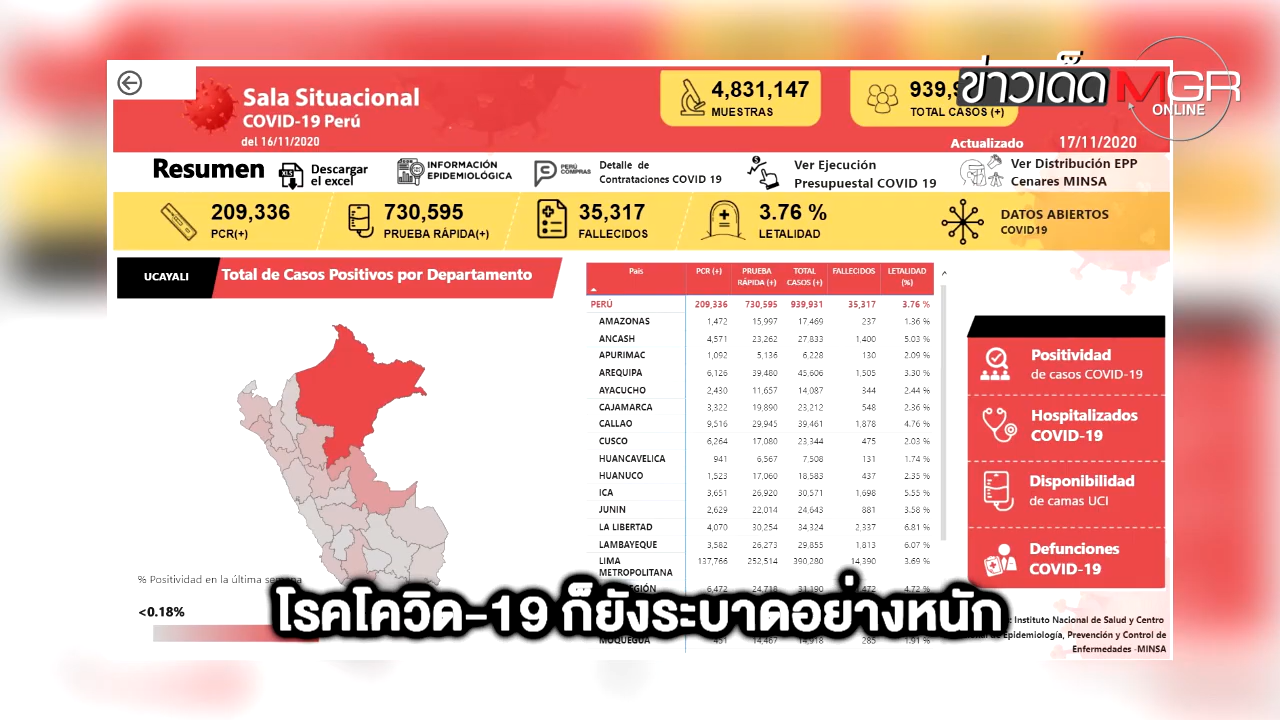 ข่าวเด็ด MGR
ONLINE
Sala Situacional
COVID-19 Perú
del 16/11/2020
4,831,147
MUESTRAS
939,9
TOTAL CASOS (+)
Actualizado 17/11/2020
Resumen
Descargar
el excel
INFORMACIÓN
EPIDEMIOLÓGICA
PERÚ
COMPRAS
Detalle de
Contrataciones COVID 19
Ver Ejecución
Presupuestal COVID 19
Ver Distribución EPP
Cenares MINSA
209,336
PCR(+)
730,595
PRUEBA RÁPIDA(+)
35,317
FALLECIDOS
3.76 %
LETALIDAD
DATOS ABIERTOS
COVID19
UCAYALI
Total de Casos Positivos por Departamento
% Positividad en la última semana
<0.18%
País PCR (+) PRUEBA RÁPIDA (+) TOTAL CASOS (+) FALLECIDOS LETALIDAD (%)
PERÚ 209,336 730,595 939,931 35,317 3.76 %
AMAZONAS 1,472 15,997 17,469 237 1.36 %
ANCASH 4,571 23,262 27,833 1,400 5.03 %
APURIMAC 1,092 5,136 6,228 130 2.09 %
AREQUIPA 6,126 39,480 45,606 1,505 3.30 %
AYACUCHO 2,430 11,657 14,087 344 2.44 %
CAJAMARCA 3,322 19,890 23,212 548 2.36 %
CALLAO 9,516 29,945 39,461 1,878 4.76 %
CUSCO 6,264 17,080 23,344 475 2.03 %
HUANCAVELICA 941 6,567 7,508 131 1.74 %
HUANUCO 1,523 17,060 18,583 437 2.35 %
ICA 3,651 26,920 30,571 1,698 5.55 %
JUNIN 2,629 22,014 24,643 881 3.58 %
LA LIBERTAD 4,070 30,254 34,324 2,337 6.81 %
LAMBAYEQUE 3,582 26,273 29,855 1,813 6.07 %
LIMA METROPOLITANA 137,766 252,514 390,280 14,390 3.69 %
6,472 24,718 31,190 4.72 %
MOQUEGUA 451 14,467 14,918 285 1.91 %
Positividad
de casos COVID-19
Hospitalizados
COVID-19
Disponibilidad
de camas UCI
Defunciones
COVID-19
Instituto Nacional de Salud y Centro
Epidemiología, Prevención y Control de
Enfermedades -MINSA
โรคโควิด-19 ก็ยังระบาดอย่างหนัก